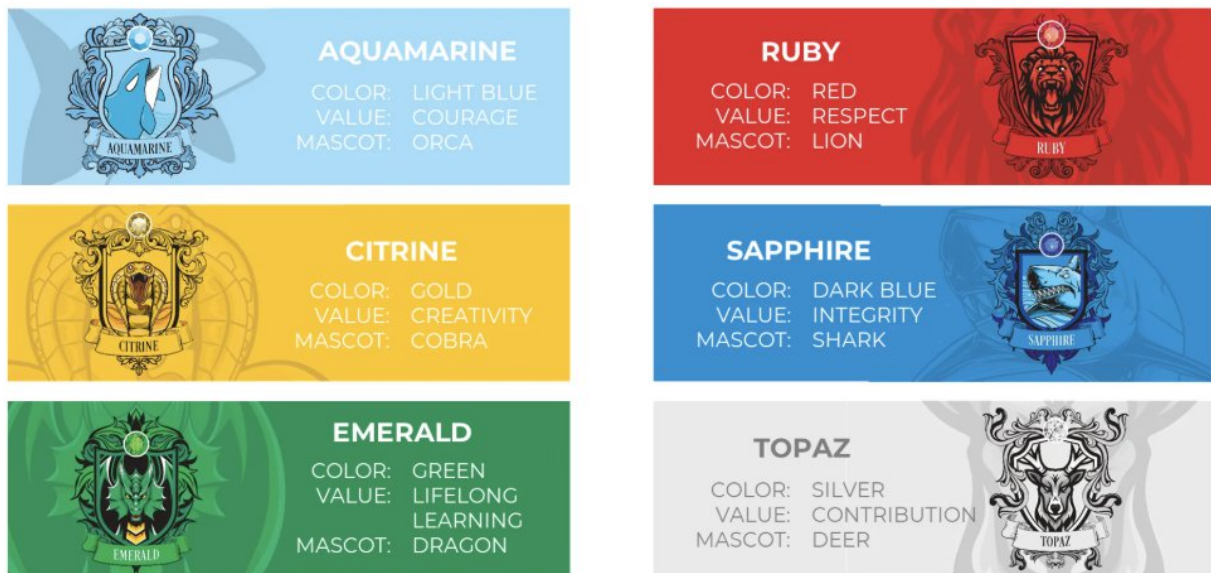 AQUAMARINE
COLOR: LIGHT BLUE
VALUE: COURAGE
MASCOT: ORCA
AQUAMARINE
RUBY
COLOR: RED
VALUE: RESPECT
MASCOT: LION
RUBY
CITRINE
COLOR: GOLD
VALUE: CREATIVITY
MASCOT: COBRA
CITRINE
SAPPHIRE
COLOR: DARK BLUE
VALUE: INTEGRITY
MASCOT: SHARK
SAPPHIRE
EMERALD
COLOR: GREEN
VALUE: LIFELONG
LEARNING
MASCOT: DRAGON
EMERALD
TOPAZ
COLOR: SILVER
VALUE: CONTRIBUTION
MASCOT: DEER
TOPAZ